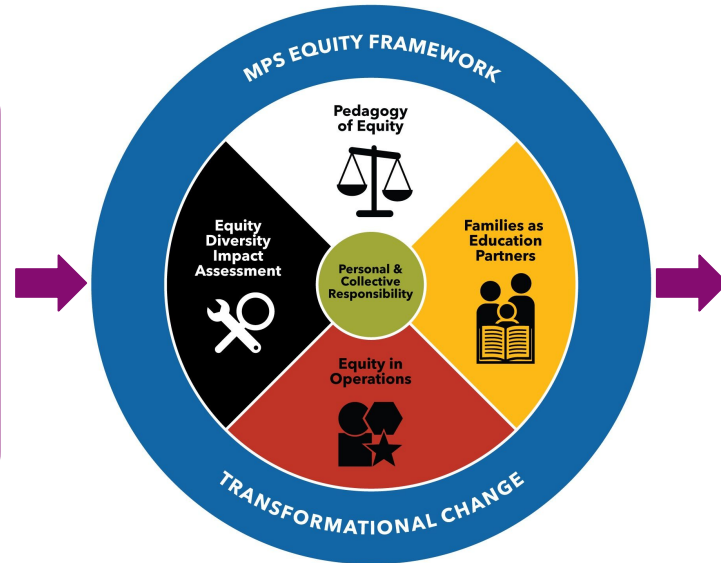 MPS EQUITY FRAMEWORK
Pedagogy
of Equity
Equity
Diversity
Impact
Assessment
Families as
Education
Partners
Personal &
Collective
Responsibility
Equity in
Operations
TRANSFORMATIONAL CHANGE